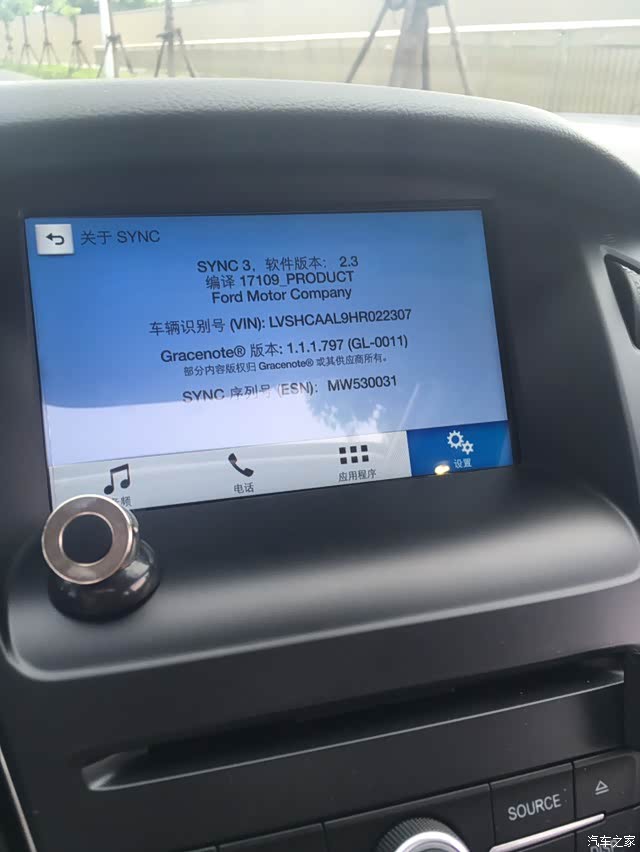 关于 SYNC
SYNC 3，软件版本： 2.3
编译 17109_PRODUCT
Ford Motor Company
车辆识别号 (VIN): LVSHCAAL9HR022307
Gracenote® 版本: 1.1.1.797 (GL-0011)
部分内容版权归 Gracenote® 或其供应商所有。
SYNC 序列号 (ESN)： MW530031
频
电话
应用程序
设置
SOURCE
汽车之家